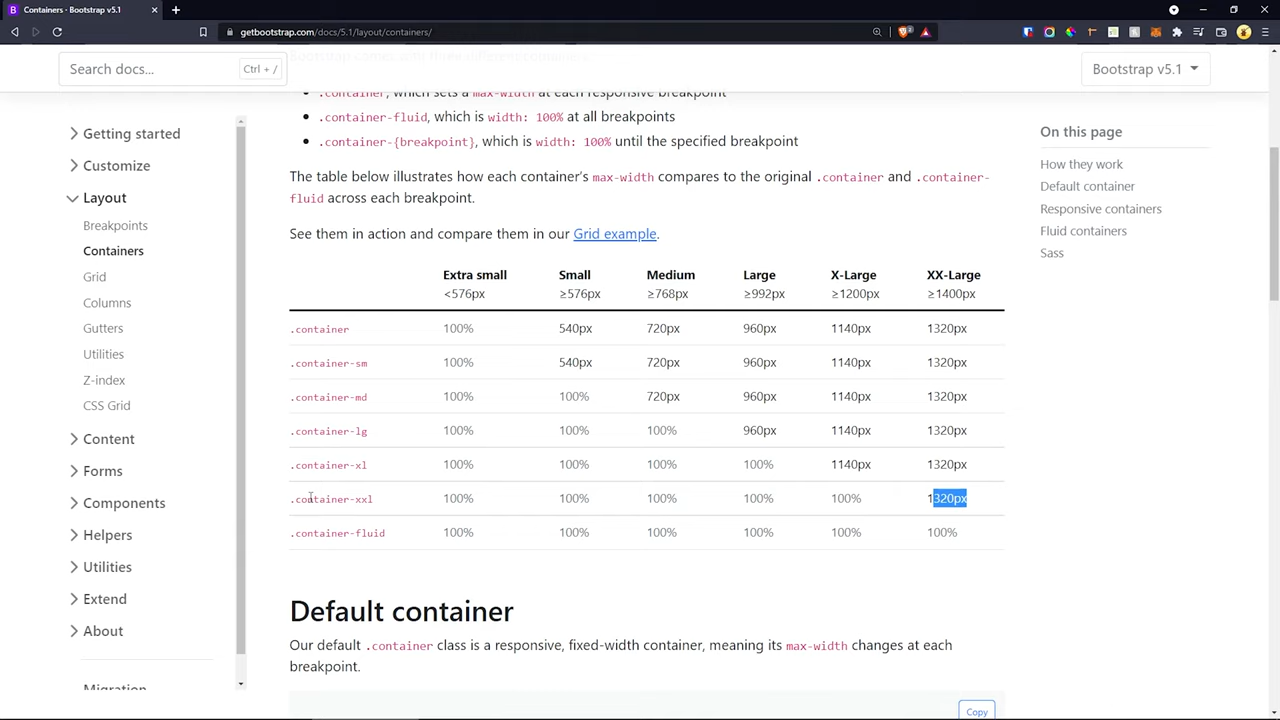 Containers · Bootstrap v5.1
getbootstrap.com/docs/5.1/layout/containers/
Search docs...
Ctrl + /
Bootstrap v5.1
Getting started
Customize
Layout
Breakpoints
Containers
Grid
Columns
Gutters
Utilities
Z-index
CSS Grid
Content
Forms
Components
Helpers
Utilities
Extend
About
Migration
.container, which sets a max-width at each responsive breakpoint
.container-fluid, which is width: 100% at all breakpoints
.container-{breakpoint}, which is width: 100% until the specified breakpoint
The table below illustrates how each container's max-width compares to the original .container and .container-
fluid across each breakpoint.
See them in action and compare them in our Grid example.
Extra small Small Medium Large X-Large XX-Large
<576px ≥576px ≥768px ≥992px ≥1200px ≥1400px
.container 100% 540px 720px 960px 1140px 1320px
.container-sm 100% 540px 720px 960px 1140px 1320px
.container-md 100% 100% 720px 960px 1140px 1320px
.container-lg 100% 100% 100% 960px 1140px 1320px
.container-xl 100% 100% 100% 100% 1140px 1320px
.container-xxl 100% 100% 100% 100% 100% 1320px
.container-fluid 100% 100% 100% 100% 100% 100%
Default container
Our default .container class is a responsive, fixed-width container, meaning its max-width changes at each
breakpoint.
Copy
On this page
How they work
Default container
Responsive containers
Fluid containers
Sass